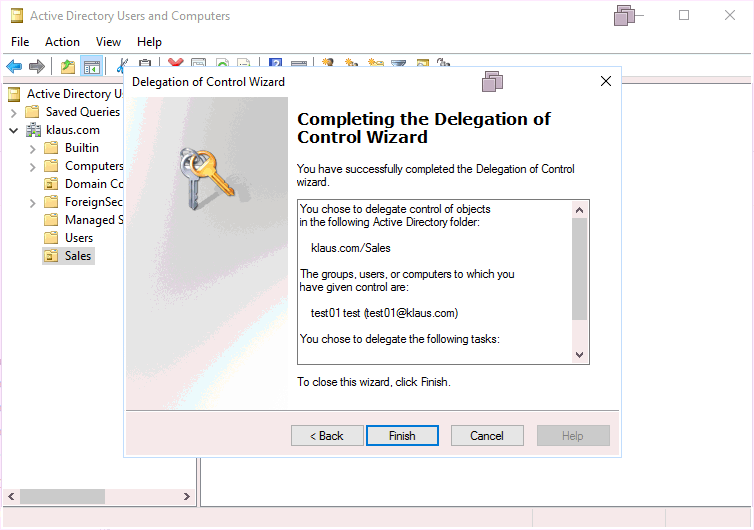 Active Directory Users and Computers
File Action View Help
Delegation of Control Wizard
Active Directory Us
Saved Queries
klaus.com
Builtin
Computers
Domain Co
ForeignSec
Managed S
Users
Sales
Completing the Delegation of
Control Wizard
You have successfully completed the Delegation of Control
wizard.
You chose to delegate control of objects
in the following Active Directory folder:
klaus.com/Sales
The groups, users, or computers to which you
have given control are:
test01 test (test01@klaus.com)
You chose to delegate the following tasks:
To close this wizard, click Finish.
< Back Finish Cancel Help